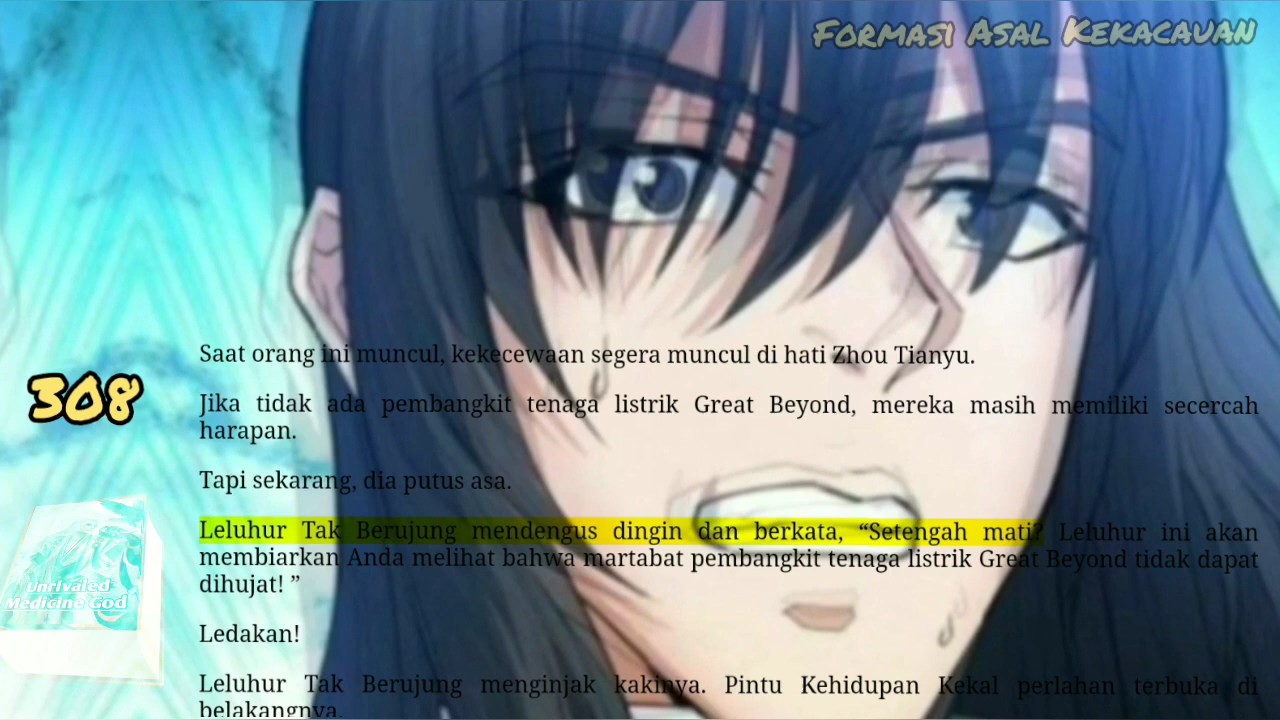 Formasi Asal Kekacauan
Saat orang ini muncul, kekecewaan segera muncul di hati Zhou Tianyu.
308
Jika tidak ada pembangkit tenaga listrik Great Beyond, mereka masih memiliki secercah
harapan.
Tapi sekarang, dia putus asa.
Leluhur Tak Berujung mendengus dingin dan berkata, “Setengah mati? Leluhur ini akan
membiarkan Anda melihat bahwa martabat pembangkit tenaga listrik Great Beyond tidak dapat
dihujat! ”
Unrivaled
Medicine God
Ledakan!
Leluhur Tak Berujung menginjak kakinya. Pintu Kehidupan Kekal perlahan terbuka di
belakangnya.